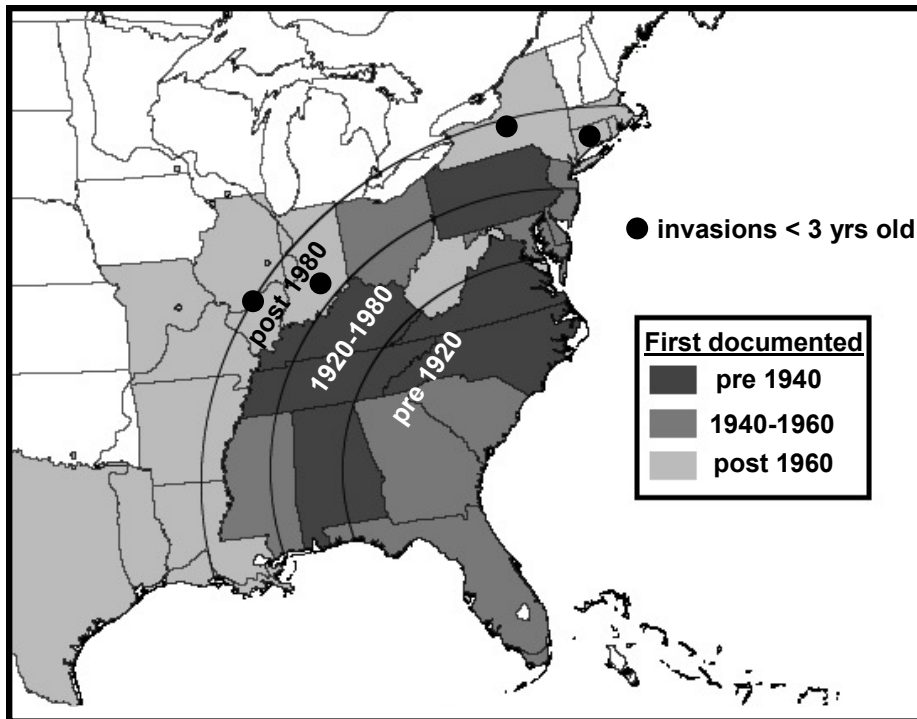 invasions < 3 yrs old
post 1980
1920-1980
pre 1920
First documented
pre 1940
1940-1960
post 1960